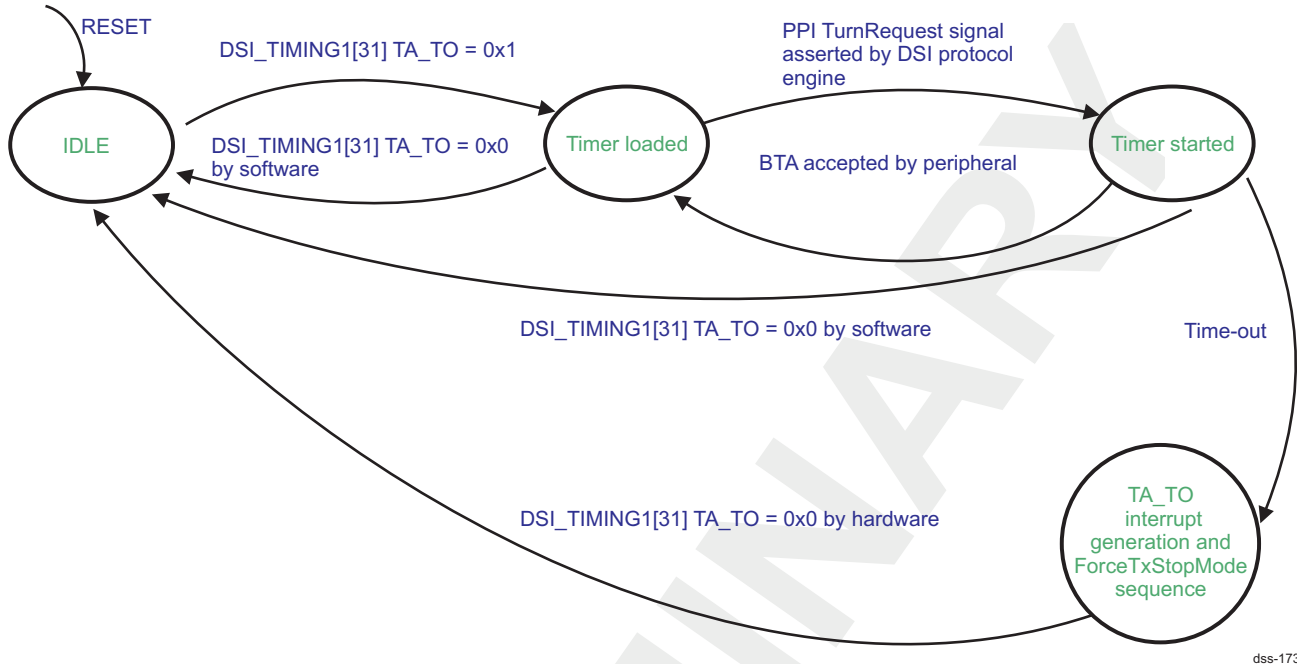 RESET
DSI_TIMING1[31] TA_TO = 0x1
PPI TurnRequest signal
asserted by DSI protocol
engine
IDLE
DSI_TIMING1[31] TA_TO = 0x0
by software
Timer loaded
BTA accepted by peripheral
Timer started
DSI_TIMING1[31] TA_TO = 0x0 by software
Time-out
DSI_TIMING1[31] TA_TO = 0x0 by hardware
TA_TO
interrupt
generation and
ForceTxStopMode
sequence
dss-173